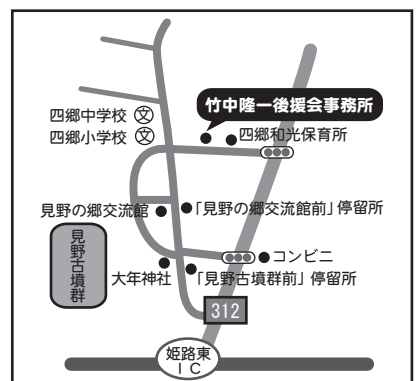 竹中隆一後援会事務所
四郷中学校 文
四郷小学校 文
四郷和光保育所
見野の郷交流館
「見野の郷交流館前」停留所
見野古墳群
コンビニ
大年神社
「見野古墳群前」停留所
312
姫路東
IC